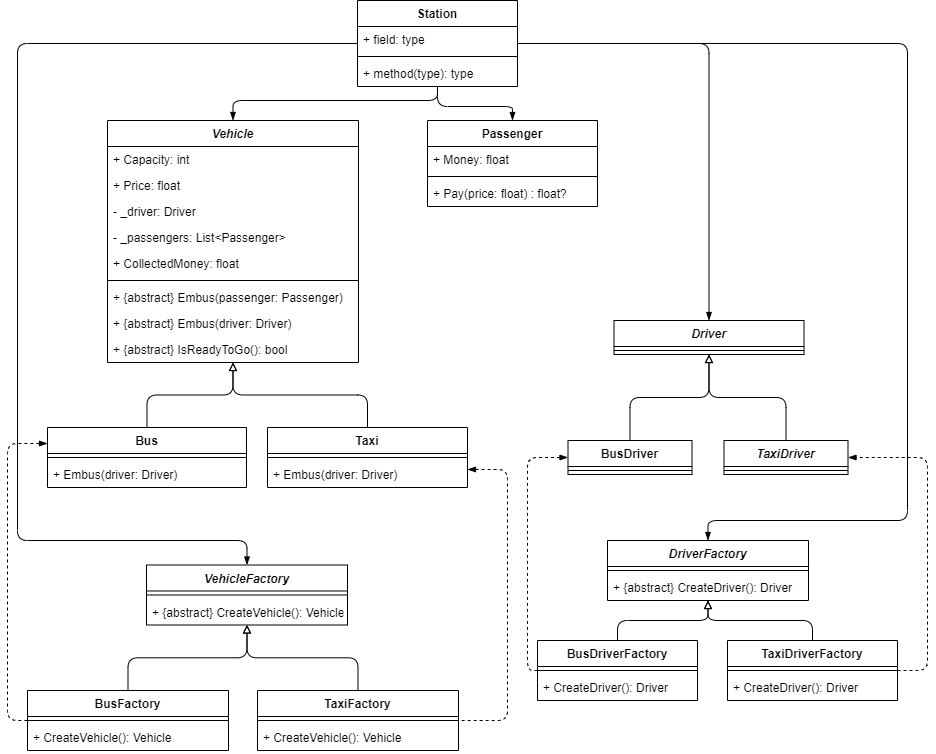 Station
+ field: type
+ method(type): type
Vehicle
+ Capacity: int
+ Price: float
- _driver: Driver
- _passengers: List<Passenger>
+ CollectedMoney: float
+ {abstract} Embus(passenger: Passenger)
+ {abstract} Embus(driver: Driver)
+ {abstract} IsReadyToGo(): bool
Passenger
+ Money: float
+ Pay(price: float) : float?
Driver
Bus
+ Embus(driver: Driver)
Taxi
+ Embus(driver: Driver)
BusDriver
TaxiDriver
VehicleFactory
+ {abstract} CreateVehicle(): Vehicle
DriverFactory
+ {abstract} CreateDriver(): Driver
BusFactory
+ CreateVehicle(): Vehicle
TaxiFactory
+ CreateVehicle(): Vehicle
BusDriverFactory
+ CreateDriver(): Driver
TaxiDriverFactory
+ CreateDriver(): Driver